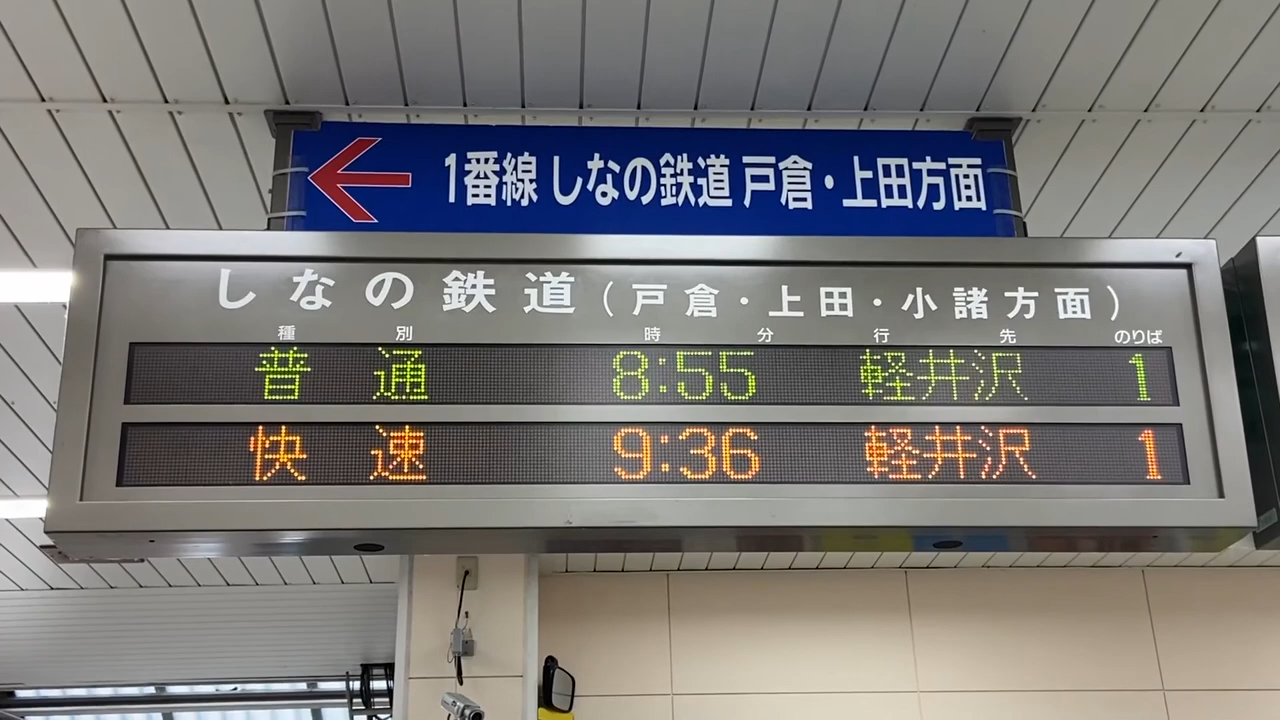 1番線 しなの鉄道 戸倉・上田方面
しなの鉄道(戸倉・上田・小諸方面)
種別 時分 行先 のりば
普通 8:55 軽井沢 1
快速 9:36 軽井沢 1